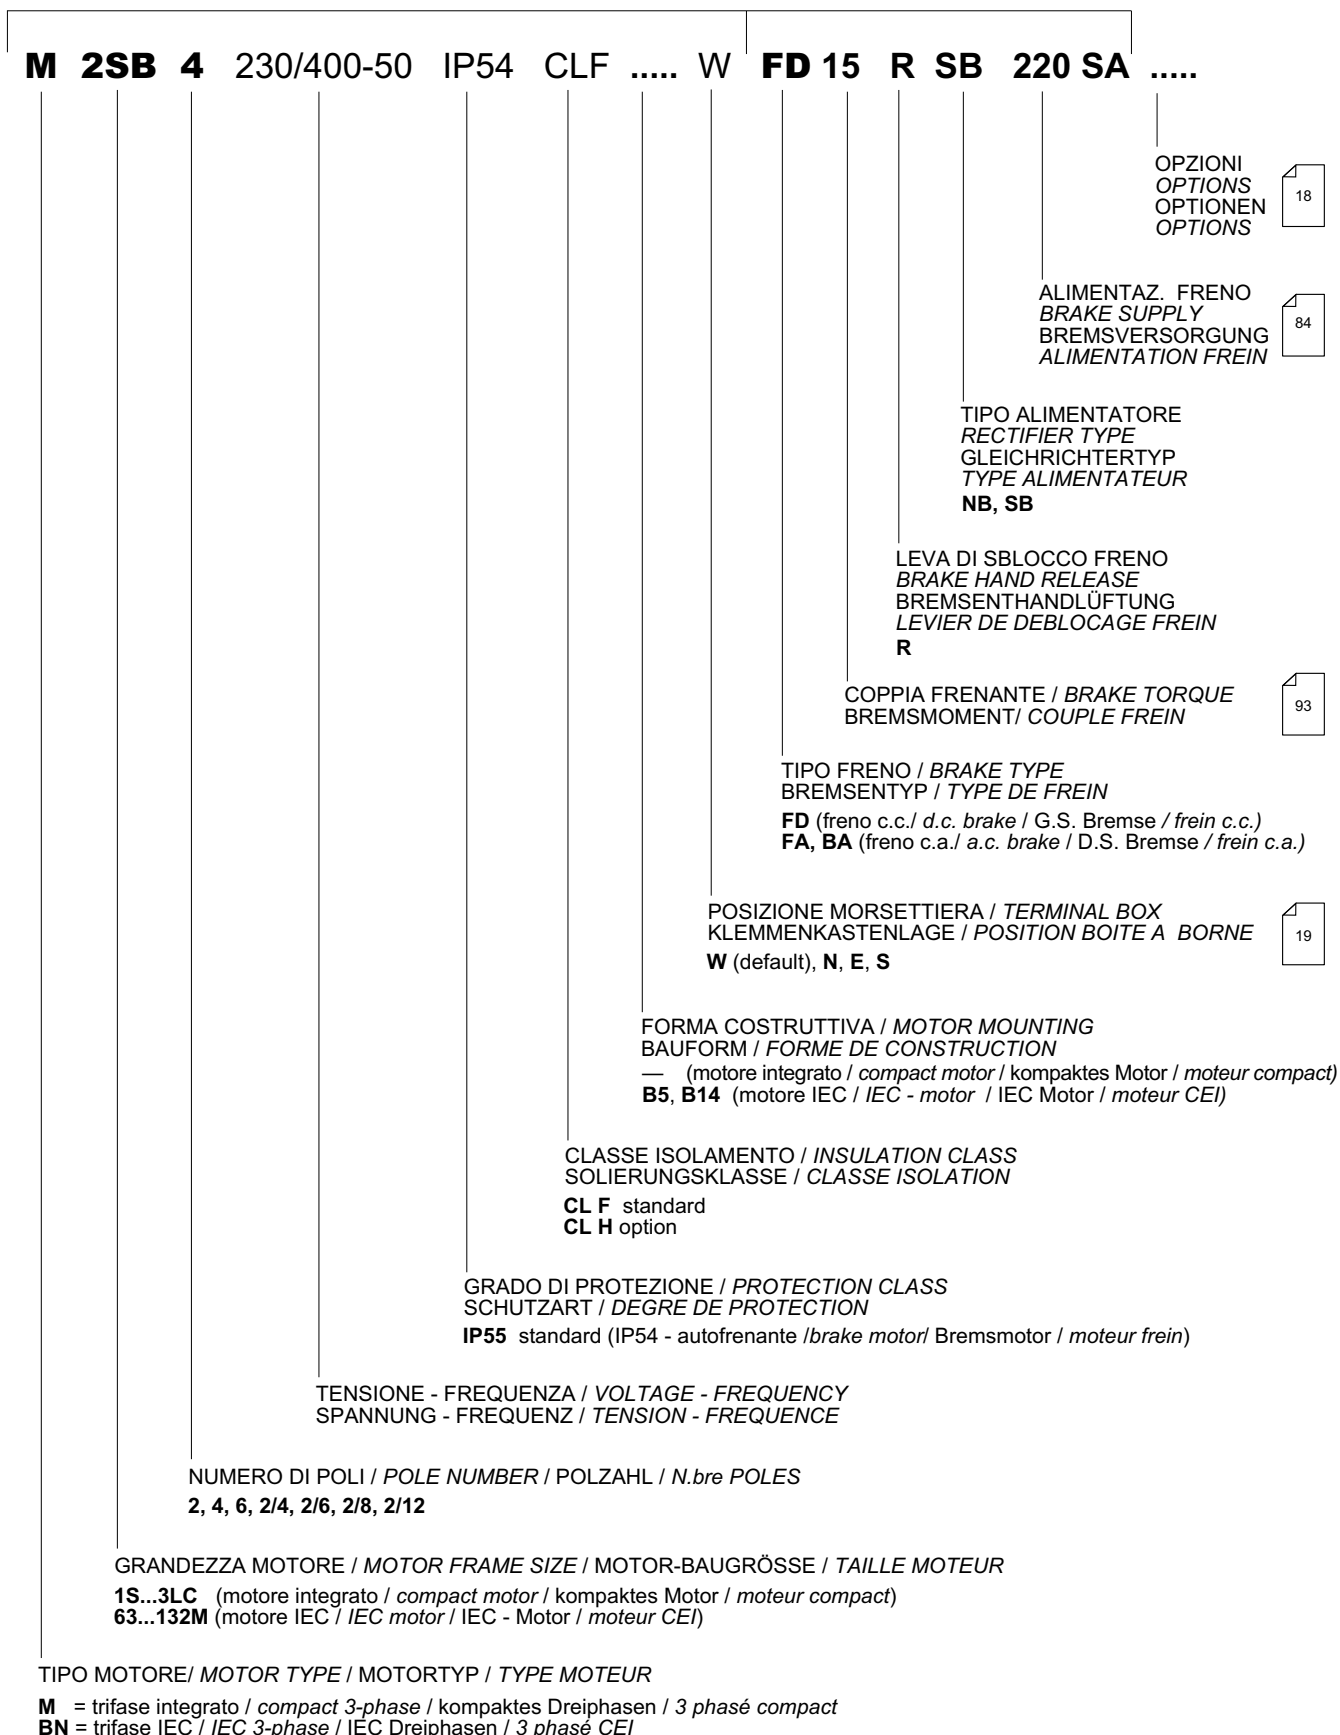 M 2SB 4 230/400-50 IP54 CLF ..... W FD 15 R SB 220 SA .....
OPZIONI
OPTIONS
OPTIONEN
OPTIONS
18
ALIMENTAZ. FRENO
BRAKE SUPPLY
BREMSVERSORGUNG
ALIMENTATION FREIN
84
TIPO ALIMENTATORE
RECTIFIER TYPE
GLEICHRICHTERTYP
TYPE ALIMENTATEUR
NB, SB
LEVA DI SBLOCCO FRENO
BRAKE HAND RELEASE
BREMSENTHANDLÜFTUNG
LEVIER DE DEBLOCAGE FREIN
R
COPPIA FRENANTE / BRAKE TORQUE
BREMSMOMENT/ COUPLE FREIN
93
TIPO FRENO / BRAKE TYPE
BREMSENTYP / TYPE DE FREIN
FD (freno c.c./ d.c. brake / G.S. Bremse / frein c.c.)
FA, BA (freno c.a./ a.c. brake / D.S. Bremse / frein c.a.)
POSIZIONE MORSETTIERA / TERMINAL BOX
KLEMMENKASTENLAGE / POSITION BOITE A BORNE
19
W (default), N, E, S
FORMA COSTRUTTIVA / MOTOR MOUNTING
BAUFORM / FORME DE CONSTRUCTION
— (motore integrato / compact motor / kompaktes Motor / moteur compact)
B5, B14 (motore IEC / IEC - motor / IEC Motor / moteur CEI)
CLASSE ISOLAMENTO / INSULATION CLASS
SOLIERUNGSKLASSE / CLASSE ISOLATION
CL F standard
CL H option
GRADO DI PROTEZIONE / PROTECTION CLASS
SCHUTZART / DEGRE DE PROTECTION
IP55 standard (IP54 - autofrenante /brake motor/ Bremsmotor / moteur frein)
TENSIONE - FREQUENZA / VOLTAGE - FREQUENCY
SPANNUNG - FREQUENZ / TENSION - FREQUENCE
NUMERO DI POLI / POLE NUMBER / POLZAHL / N.bre POLES
2, 4, 6, 2/4, 2/6, 2/8, 2/12
GRANDEZZA MOTORE / MOTOR FRAME SIZE / MOTOR-BAUGRÖSSE / TAILLE MOTEUR
1S...3LC (motore integrato / compact motor / kompaktes Motor / moteur compact)
63...132M (motore IEC / IEC motor / IEC - Motor / moteur CEI)
TIPO MOTORE/ MOTOR TYPE / MOTORTYP / TYPE MOTEUR
M = trifase integrato / compact 3-phase / kompaktes Dreiphasen / 3 phasé compact
BN = trifase IEC / IEC 3-phase / IEC Dreiphasen / 3 phasé CEI